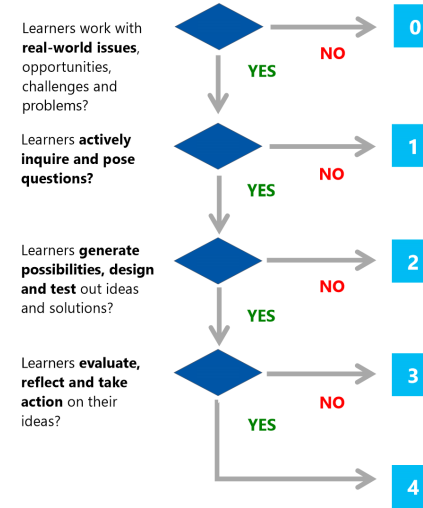 Learners work with
real-world issues,
opportunities,
challenges and
problems?
0
NO
YES
Learners actively
inquire and pose
questions?
1
NO
YES
Learners generate
possibilities, design
and test out ideas
and solutions?
2
NO
YES
Learners evaluate,
reflect and take
action on their
ideas?
3
NO
YES
4